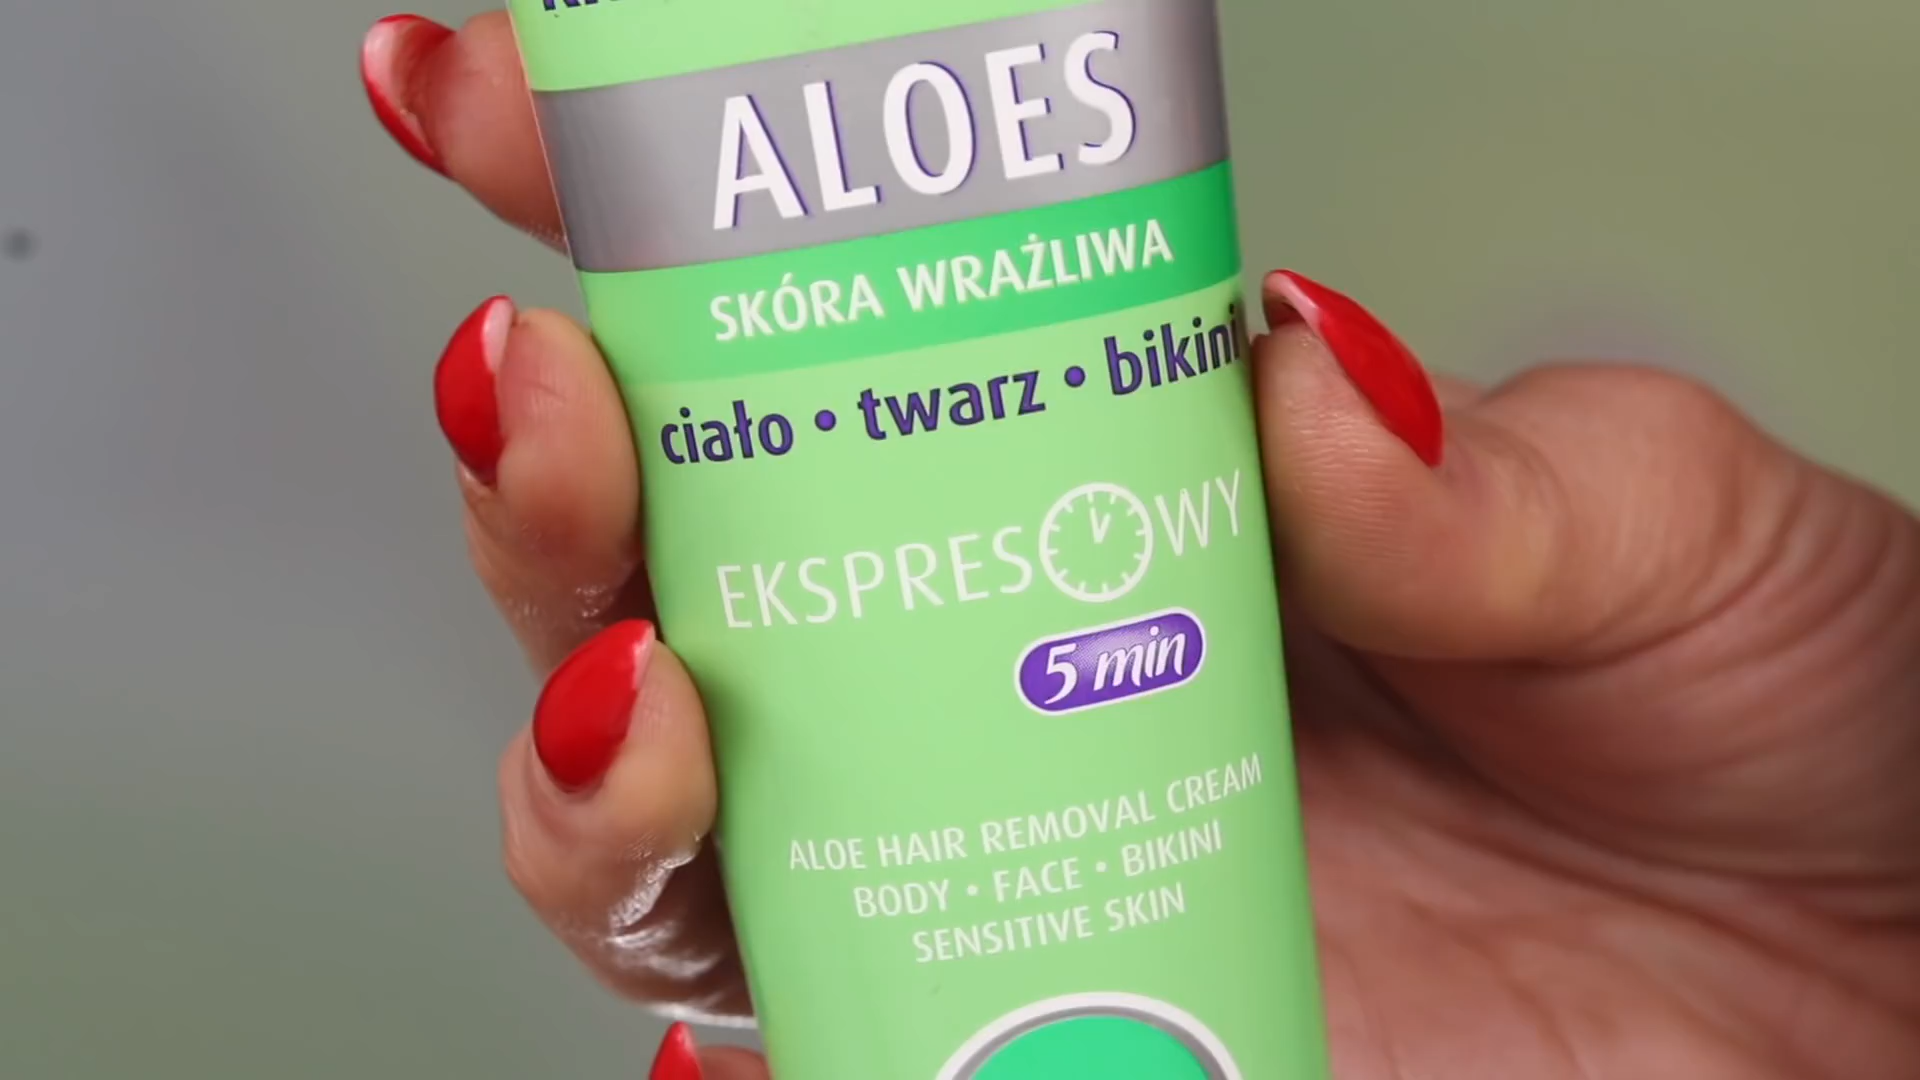 ALOES
SKÓRA WRAŻLIWA
ciało • twarz • bikini
EKSPRESOWY
5 min
ALOE HAIR REMOVAL CREAM
BODY • FACE • BIKINI
SENSITIVE SKIN